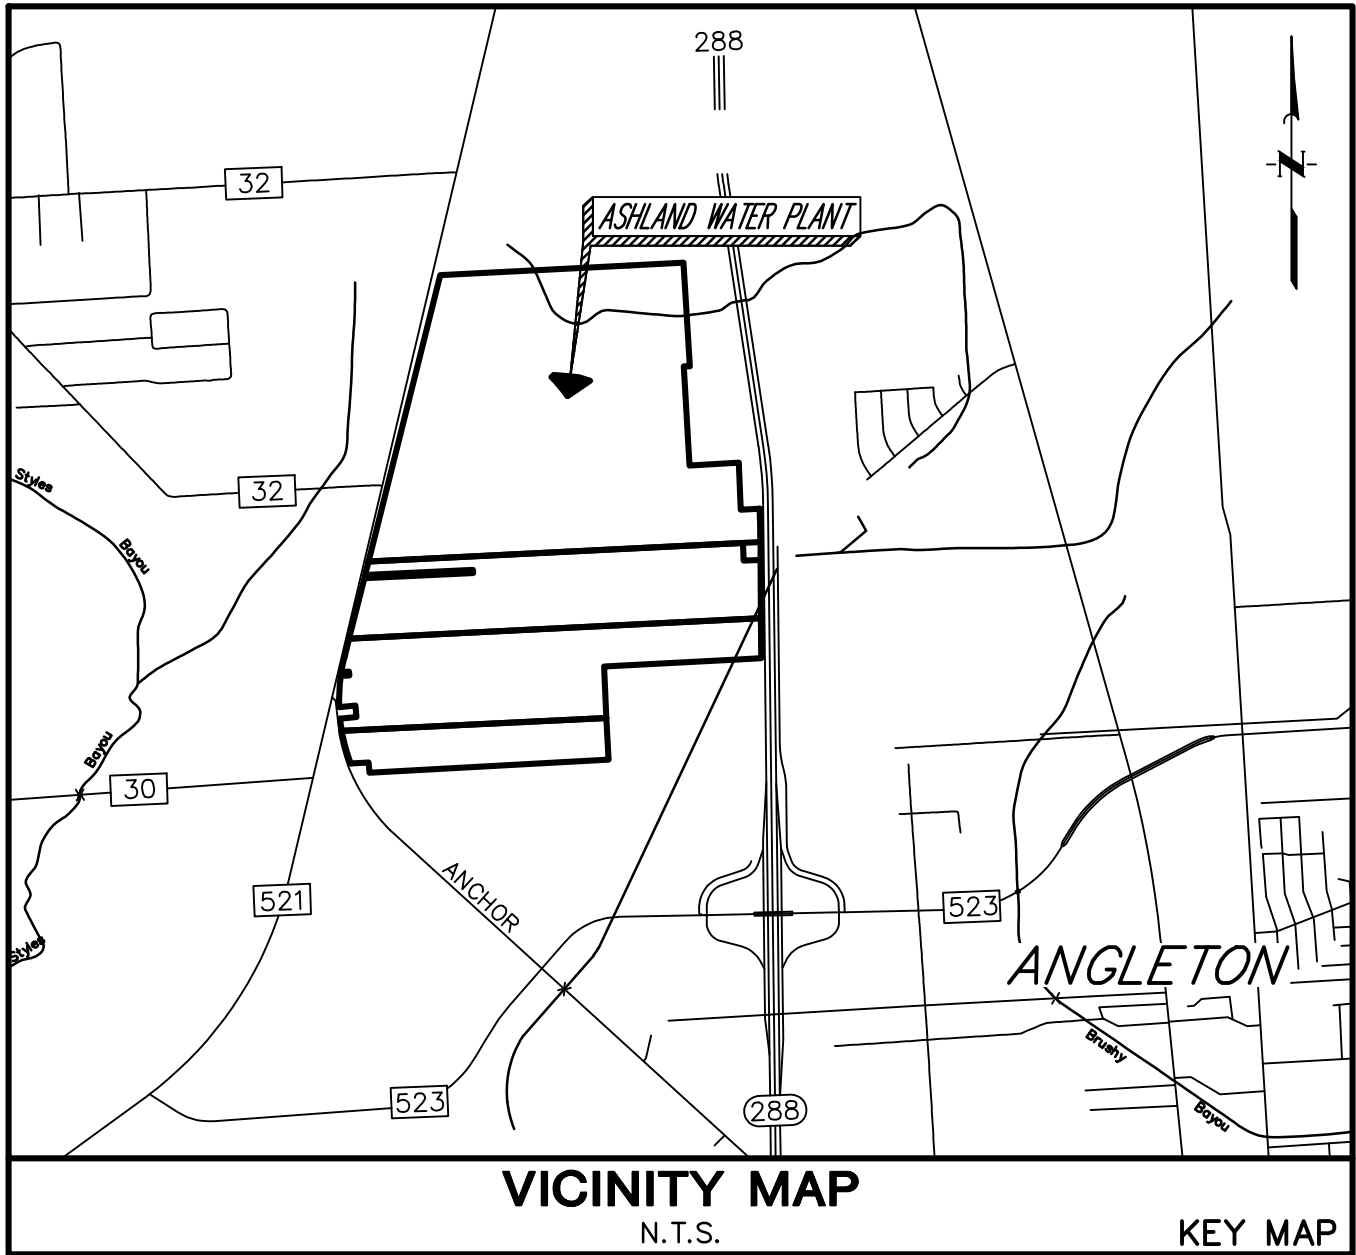 288
32
ASHLAND WATER PLANT
Styles
32
Bayou
Bayou
30
ANCHOR
521
523
Styles
ANGLETON
Brushy
523
288
Bayou
VICINITY MAP
N.T.S.
KEY MAP
N